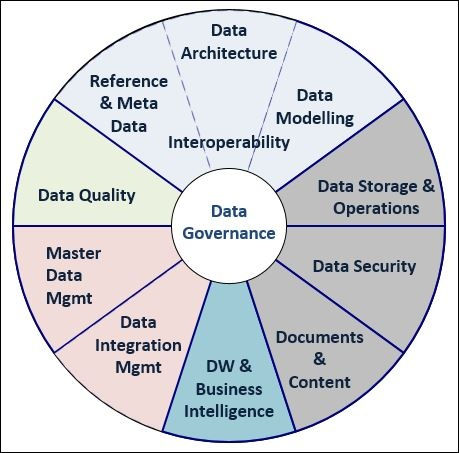 Data
Architecture
Reference
& Meta
Data
Data
Modelling
Interoperability
Data Quality
Data Storage &
Operations
Data
Governance
Master
Data
Mgmt
Data Security
Data
Integration
Mgmt
DW &
Business
Intelligence
Documents
&
Content